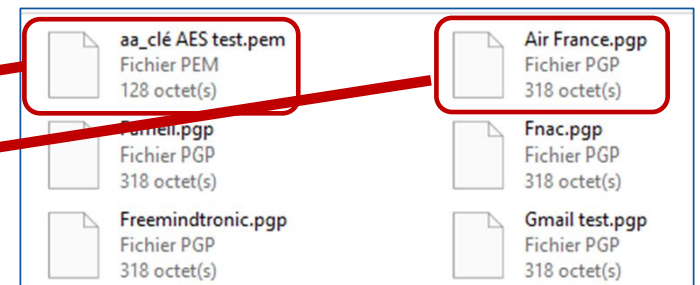 aa_clé AES test.pem
Fichier PEM
128 octet(s)
Air France.pgp
Fichier PGP
318 octet(s)
Farnell.pgp
Fichier PGP
318 octet(s)
Fnac.pgp
Fichier PGP
318 octet(s)
Freemindtronic.pgp
Fichier PGP
318 octet(s)
Gmail test.pgp
Fichier PGP
318 octet(s)